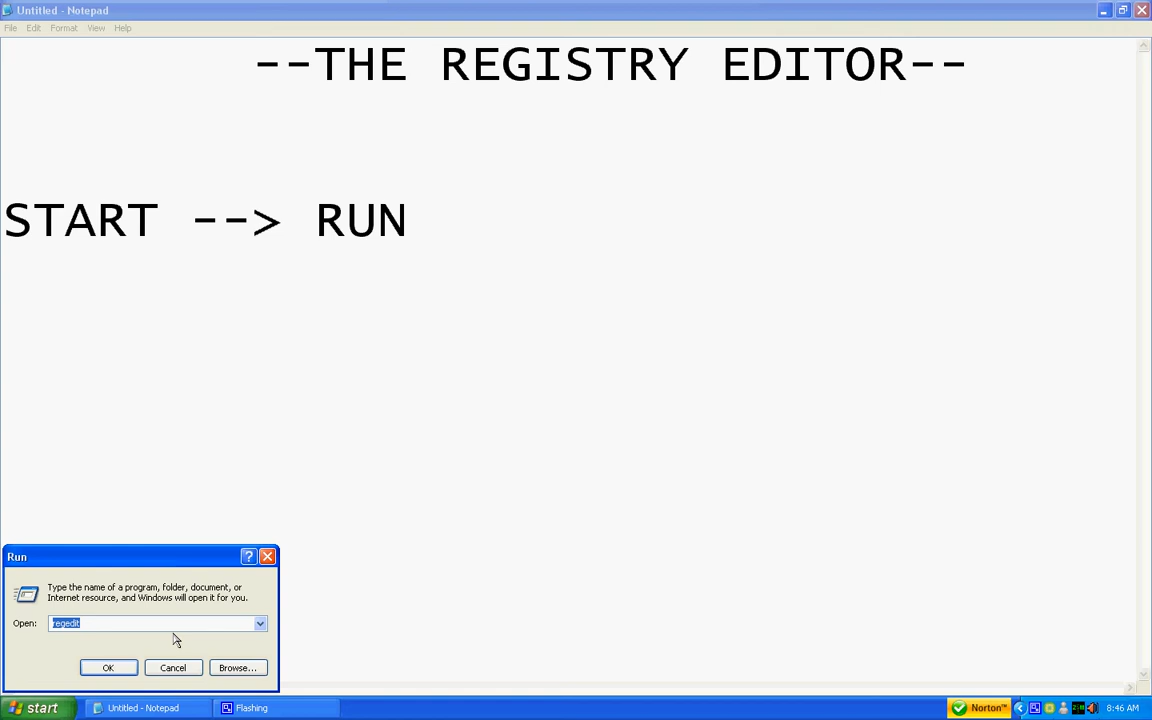 Untitled - Notepad
File Edit Format View Help
--THE REGISTRY EDITOR--
START --> RUN
Run
Type the name of a program, folder, document, or
Internet resource, and Windows will open it for you.
Open: regedit
OK Cancel Browse...
start Untitled - Notepad Flashing Norton™ 8:46 AM